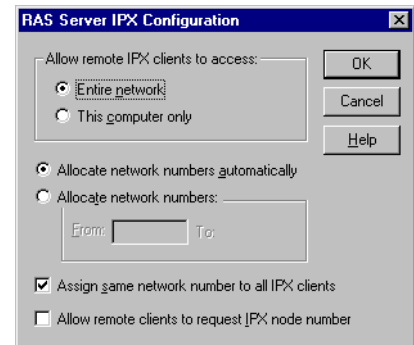 RAS Server IPX Configuration
Allow remote IPX clients to access:
Entire network
This computer only
OK
Cancel
Help
Allocate network numbers automatically
Allocate network numbers:
From: To:
Assign same network number to all IPX clients
Allow remote clients to request IPX node number